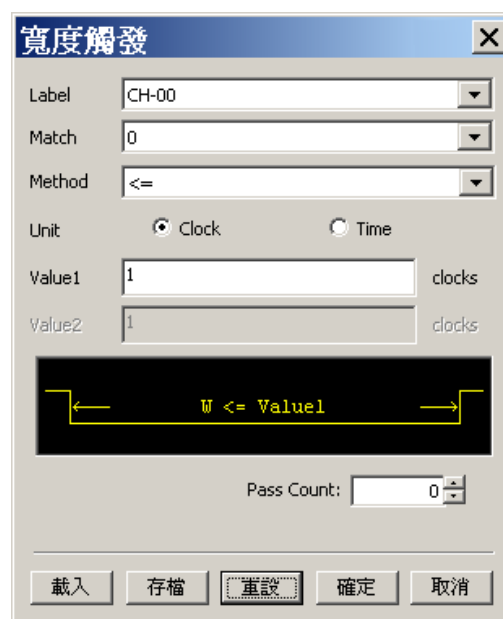 寬度觸發
Label CH-00
Match 0
Method <=
Unit Clock Time
Value1 1 clocks
Value2 1 clocks
W <= Value1
Pass Count: 0
載入 存檔 重設 確定 取消